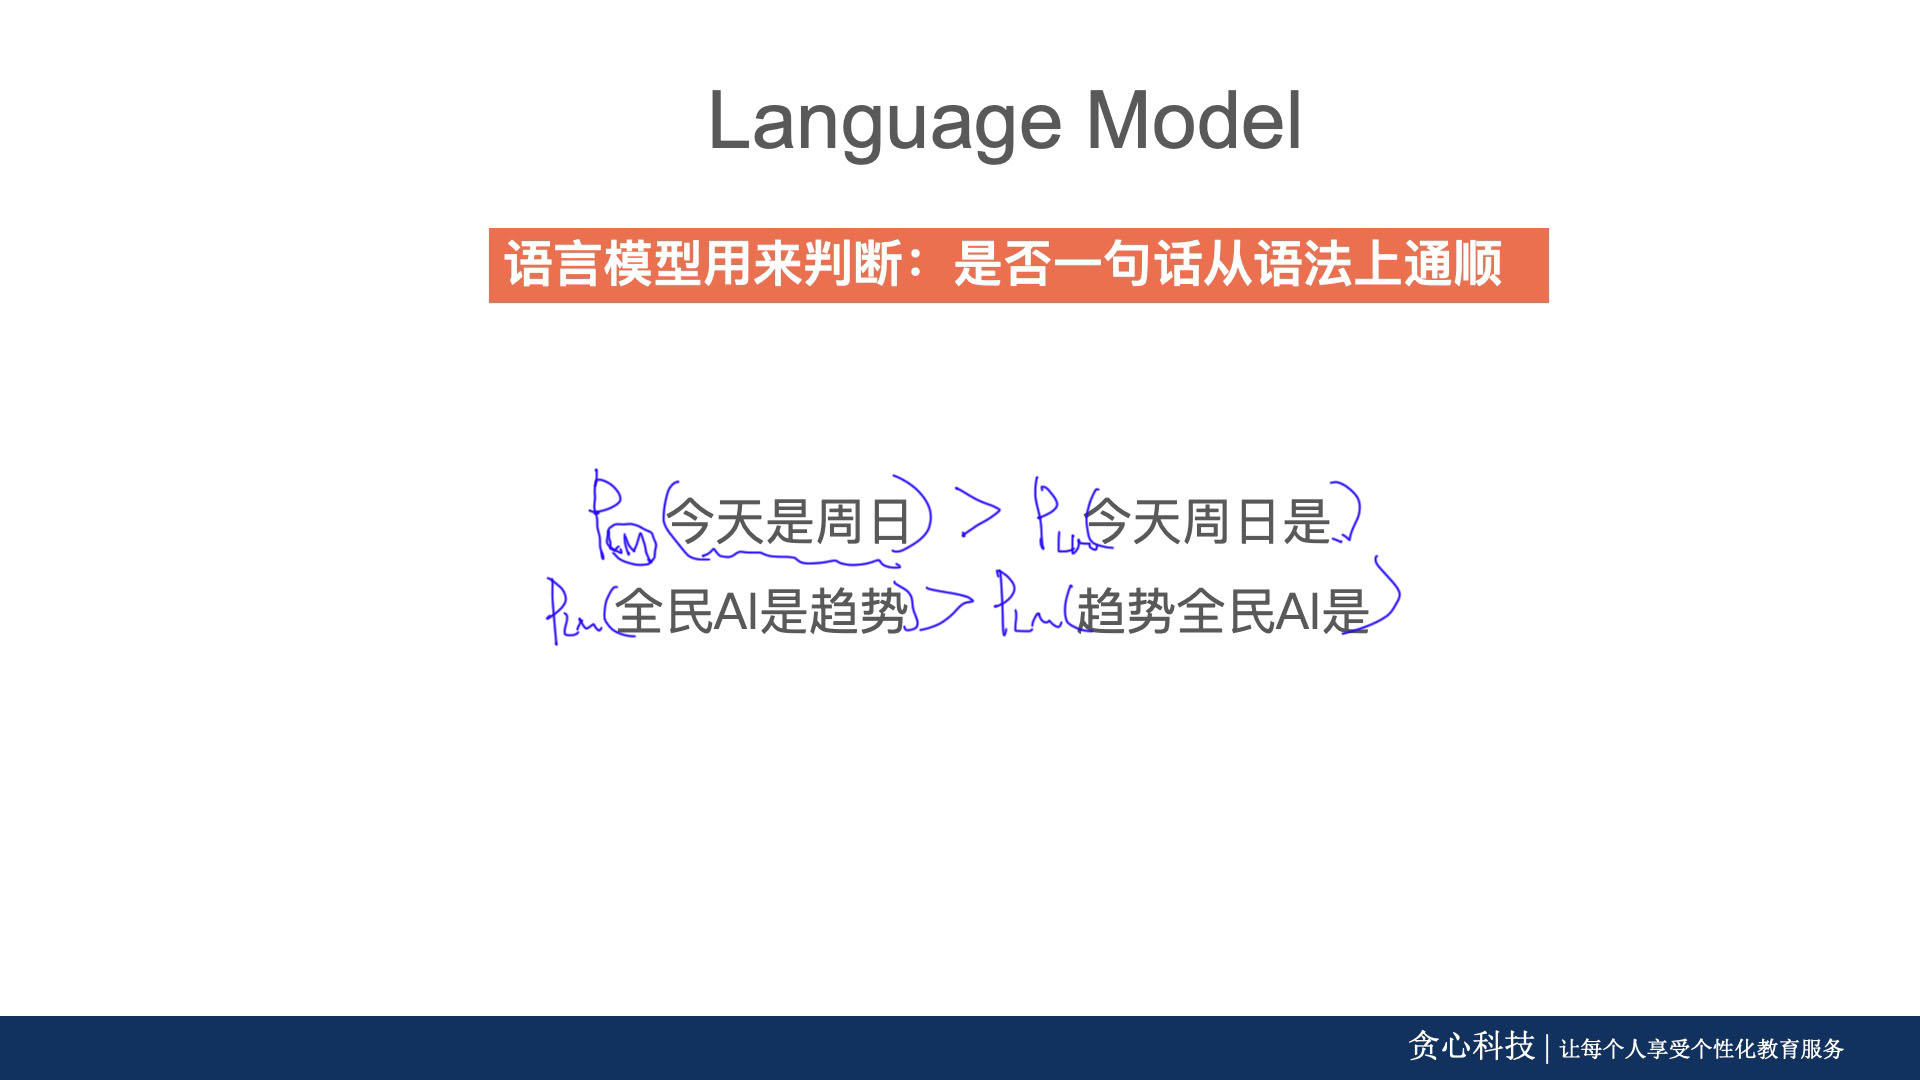 Language Model
语言模型用来判断：是否一句话从语法上通顺
P_LM(今天是周日) > P_LM(今天周日是)
P_LM(全民AI是趋势) > P_LM(趋势全民AI是)
贪心科技 | 让每个人享受个性化教育服务